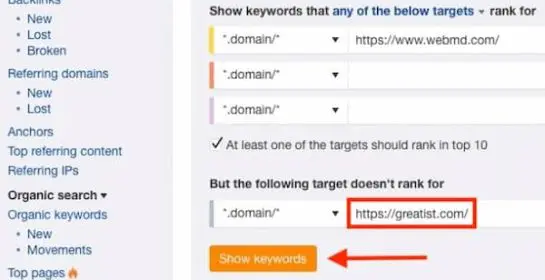 Backlinks
New
Lost
Broken
Referring domains
New
Lost
Anchors
Top referring content
Referring IPs
Organic search
Organic keywords
New
Movements
Top pages
Show keywords that any of the below targets rank for
*.domain/* https://www.webmd.com/
*.domain/*
*.domain/*
At least one of the targets should rank in top 10
But the following target doesn't rank for
*.domain/* https://greatist.com/
Show keywords